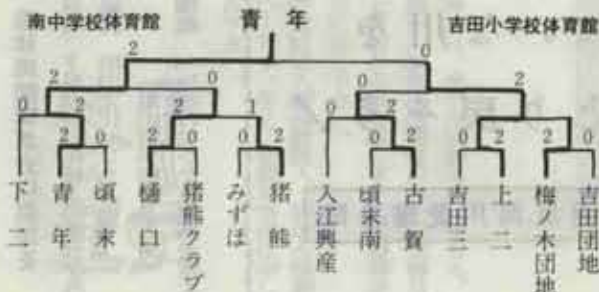 南中学校体育館
青年
吉田小学校体育館
2
0
2
0
0
2
0
2
2
1
0
2
2
2
2
0
2
0
0
2
0
2
0
2
2
0
下二
青年
頃末
樋口
猪熊クラブ
みずほ
猪熊
入江興産
頃末南
古賀
吉田三
上二
梅ノ木団地
吉田団地